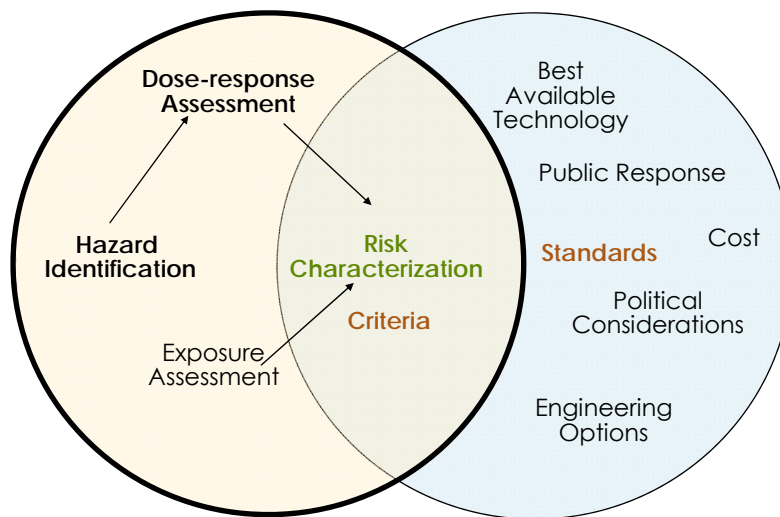 Dose-response
Assessment
Hazard
Identification
Exposure
Assessment
Risk
Characterization
Criteria
Best
Available
Technology
Public Response
Standards
Cost
Political
Considerations
Engineering
Options